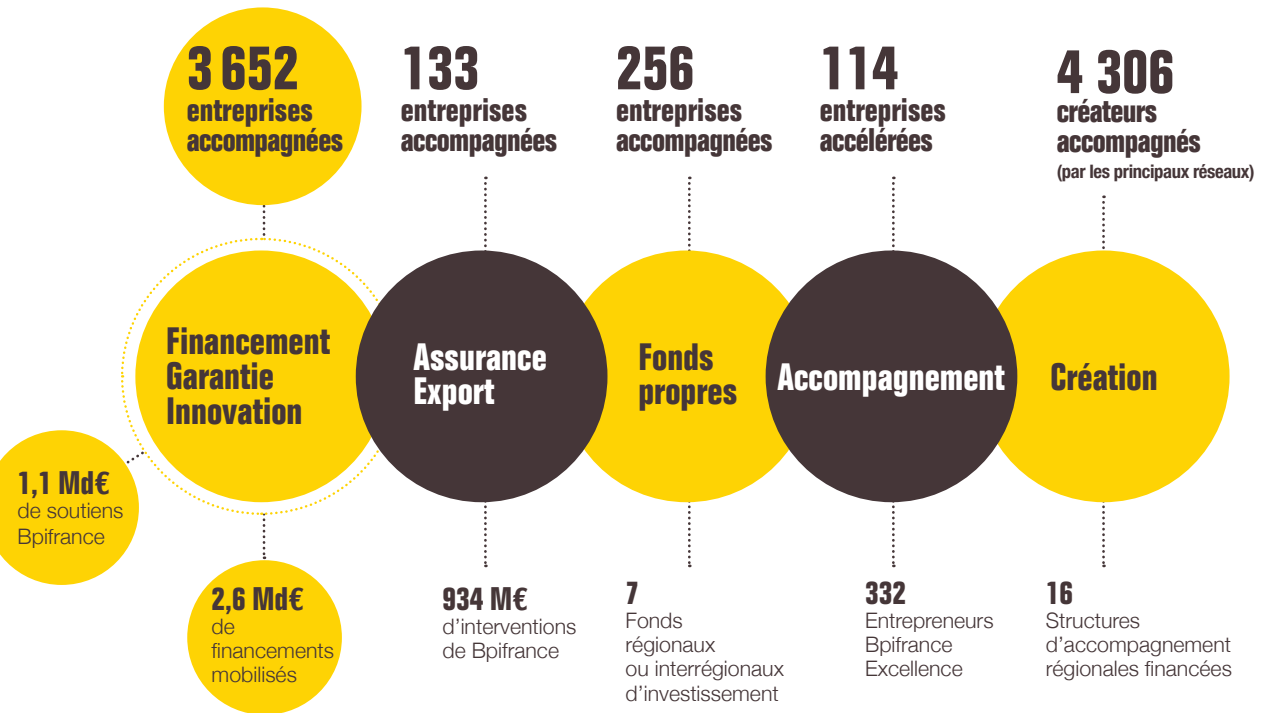 3 652
entreprises
accompagnées
133
entreprises
accompagnées
256
entreprises
accompagnées
114
entreprises
accélérées
4 306
créateurs
accompagnés
(par les principaux réseaux)
Financement
Garantie
Innovation
Assurance
Export
Fonds
propres
Accompagnement
Création
1,1 Md€
de soutiens
Bpifrance
2,6 Md€
de
financements
mobilisés
934 M€
d’interventions
de Bpifrance
7
Fonds
régionaux
ou interrégionaux
d’investissement
332
Entrepreneurs
Bpifrance
Excellence
16
Structures
d’accompagnement
régionales financées